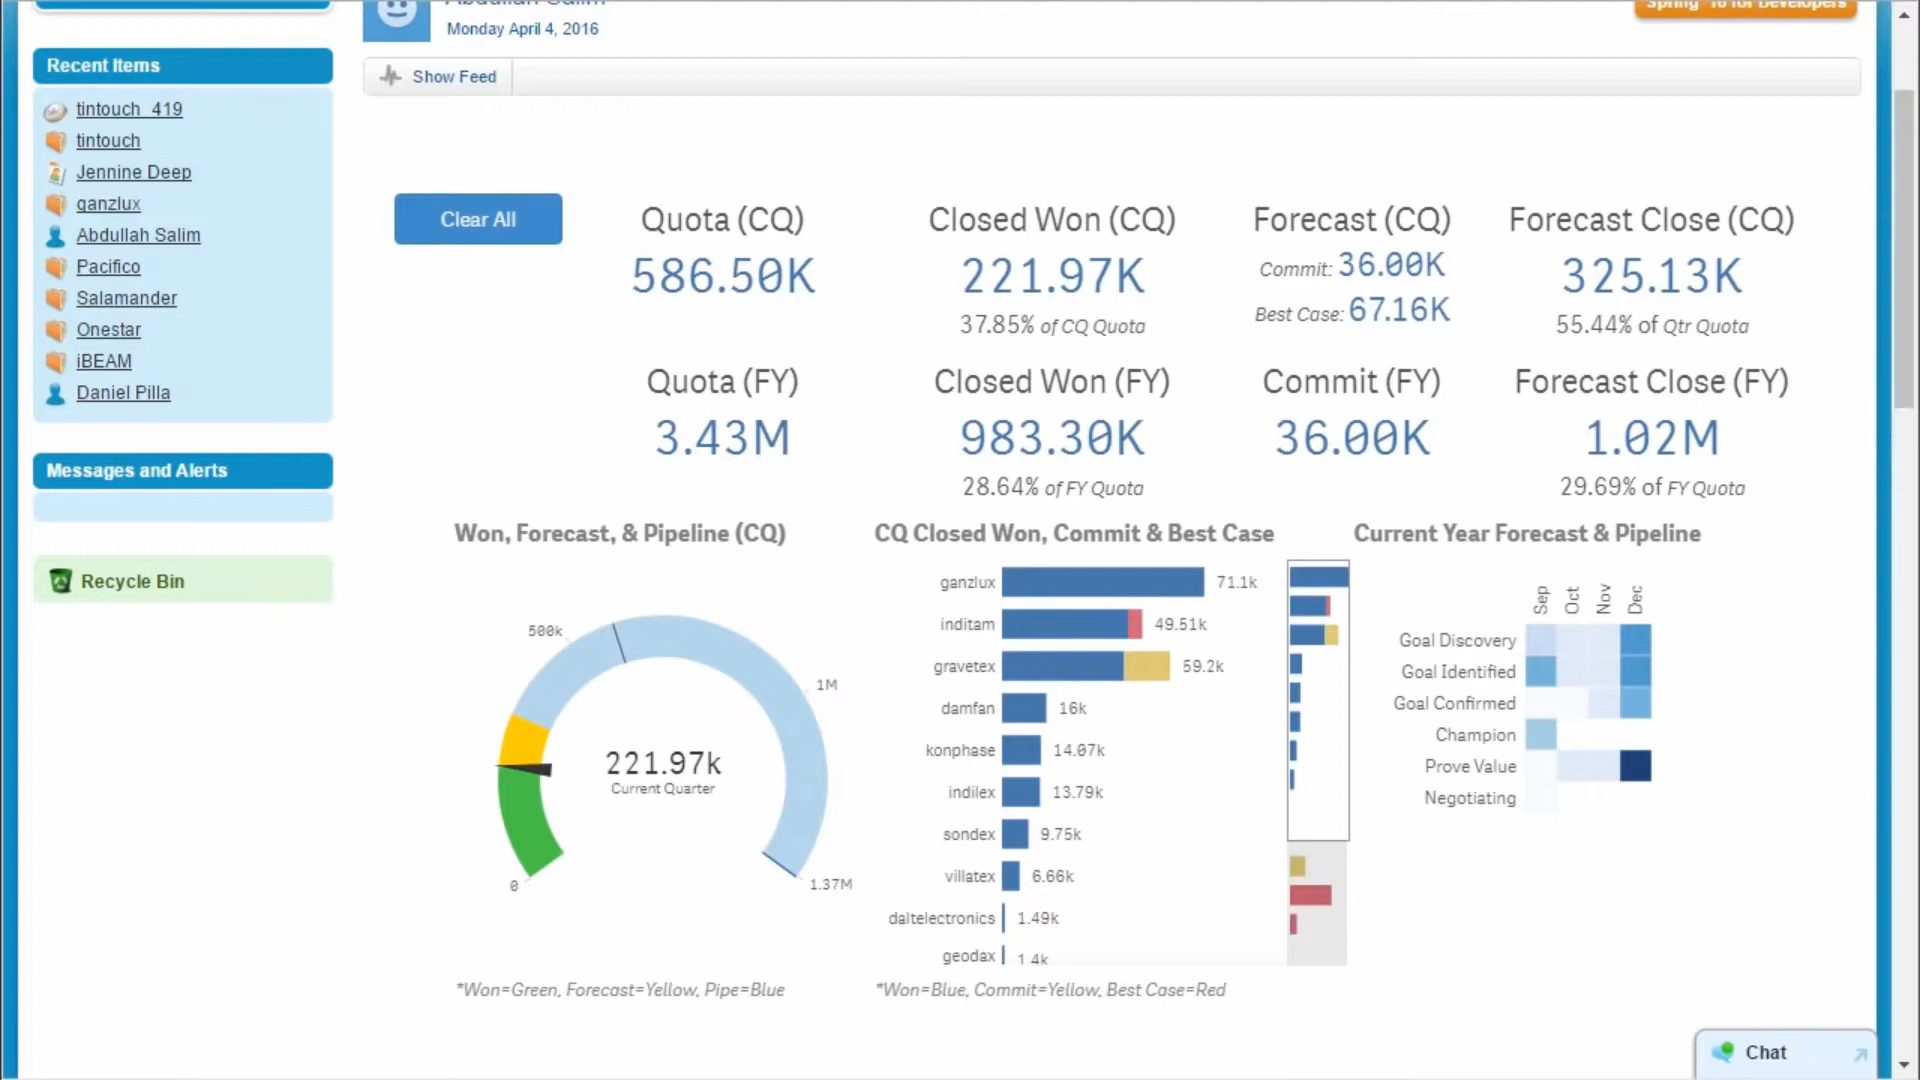 Abdullah Salim
Spring '16 for Developers
Monday April 4, 2016
Recent Items
Show Feed
tintouch_419
tintouch
Jennine Deep
ganzlux
Abdullah Salim
Pacifico
Salamander
Onestar
iBEAM
Daniel Pilla
Messages and Alerts
Recycle Bin
Clear All
Quota (CQ)
586.50K
Closed Won (CQ)
221.97K
37.85% of CQ Quota
Forecast (CQ)
Commit: 36.00K
Best Case: 67.16K
Forecast Close (CQ)
325.13K
55.44% of Qtr Quota
Quota (FY)
3.43M
Closed Won (FY)
983.30K
28.64% of FY Quota
Commit (FY)
36.00K
Forecast Close (FY)
1.02M
29.69% of FY Quota
Won, Forecast, & Pipeline (CQ)
500k
1M
221.97k
Current Quarter
0
1.37M
*Won=Green, Forecast=Yellow, Pipe=Blue
CQ Closed Won, Commit & Best Case
ganzlux 71.1k
inditam 49.51k
gravetex 59.2k
damfan 16k
konphase 14.07k
indilex 13.79k
sondex 9.75k
villatex 6.66k
daltelectronics 1.49k
geodax 1.4k
*Won=Blue, Commit=Yellow, Best Case=Red
Current Year Forecast & Pipeline
Sep Oct Nov Dec
Goal Discovery
Goal Identified
Goal Confirmed
Champion
Prove Value
Negotiating
Chat